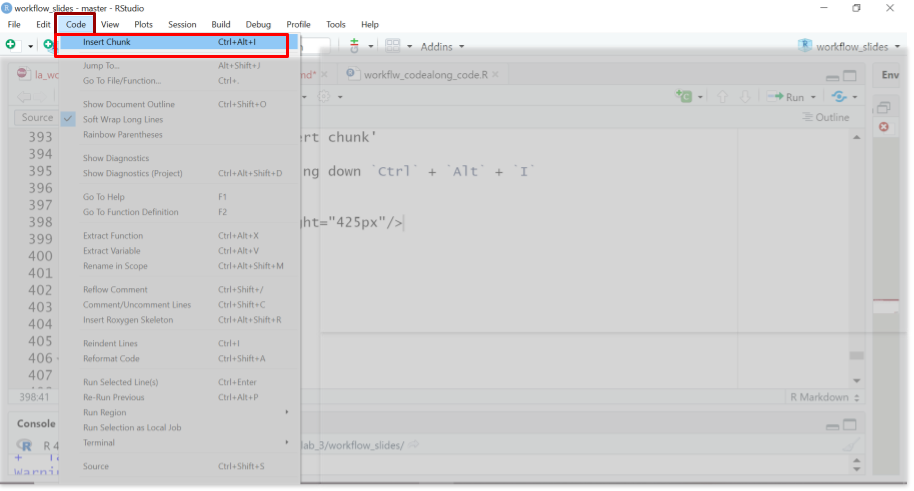 workflow_slides - master - RStudio
File Edit Code View Plots Session Build Debug Profile Tools Help
Insert Chunk Ctrl+Alt+I
Addins
workflow_slides
Jump To... Alt+Shift+J
Go To File/Function... Ctrl+.
la_wo
nd*
workflw_codealong_code.R
Env
Run
Show Document Outline Ctrl+Shift+O
Source
Soft Wrap Long Lines
Outline
Rainbow Parentheses
393
ert chunk'
394
Show Diagnostics
395
Show Diagnostics (Project) Ctrl+Alt+Shift+D
ng down `Ctrl` + `Alt` + `I`
396
397
Go To Help F1
Go To Function Definition F2
398
ght="425px"/>
399
Extract Function Ctrl+Alt+X
400
Extract Variable Ctrl+Alt+V
401
Rename in Scope Ctrl+Alt+Shift+M
402
Reflow Comment Ctrl+Shift+/
403
Comment/Uncomment Lines Ctrl+Shift+C
404
Insert Roxygen Skeleton Ctrl+Alt+Shift+R
405
Reindent Lines Ctrl+I
406
Reformat Code Ctrl+Shift+A
407
Run Selected Line(s) Ctrl+Enter
398:41
Re-Run Previous Ctrl+Alt+P
R Markdown
Run Region
Console
Run Selection as Local Job
R 4
Terminal
lab_3/workflow_slides/
Source Ctrl+Shift+S
Warnin